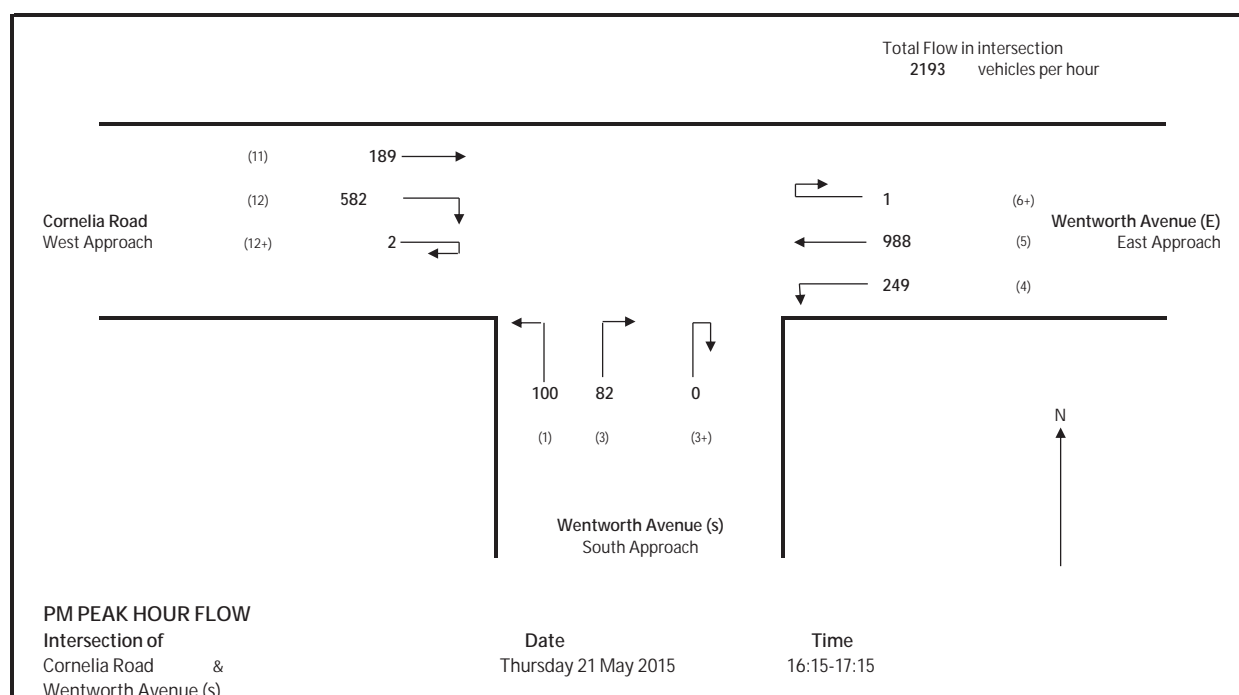 Total Flow in intersection
2193 vehicles per hour
(11) 189
(12) 582
(12+) 2
Cornelia Road
West Approach
1 (6+)
988 (5)
249 (4)
Wentworth Avenue (E)
East Approach
100 82 0
(1) (3) (3+)
N
Wentworth Avenue (s)
South Approach
PM PEAK HOUR FLOW
Intersection of Date Time
Cornelia Road & Thursday 21 May 2015 16:15-17:15
Wentworth Avenue (s)